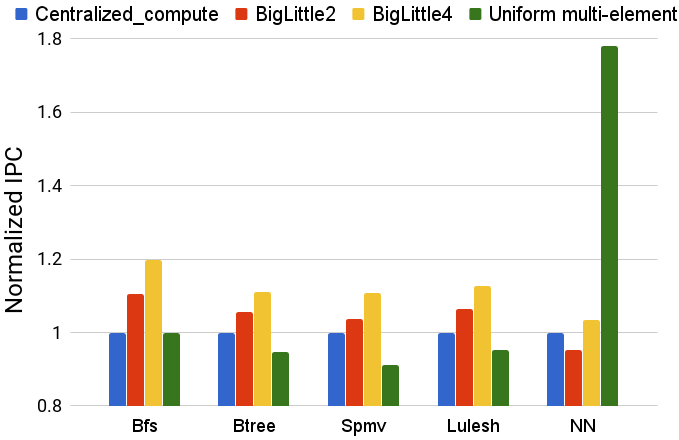 Centralized_compute BigLittle2 BigLittle4 Uniform multi-element
Normalized IPC
1.8
1.6
1.4
1.2
1
0.8
Bfs Btree Spmv Lulesh NN